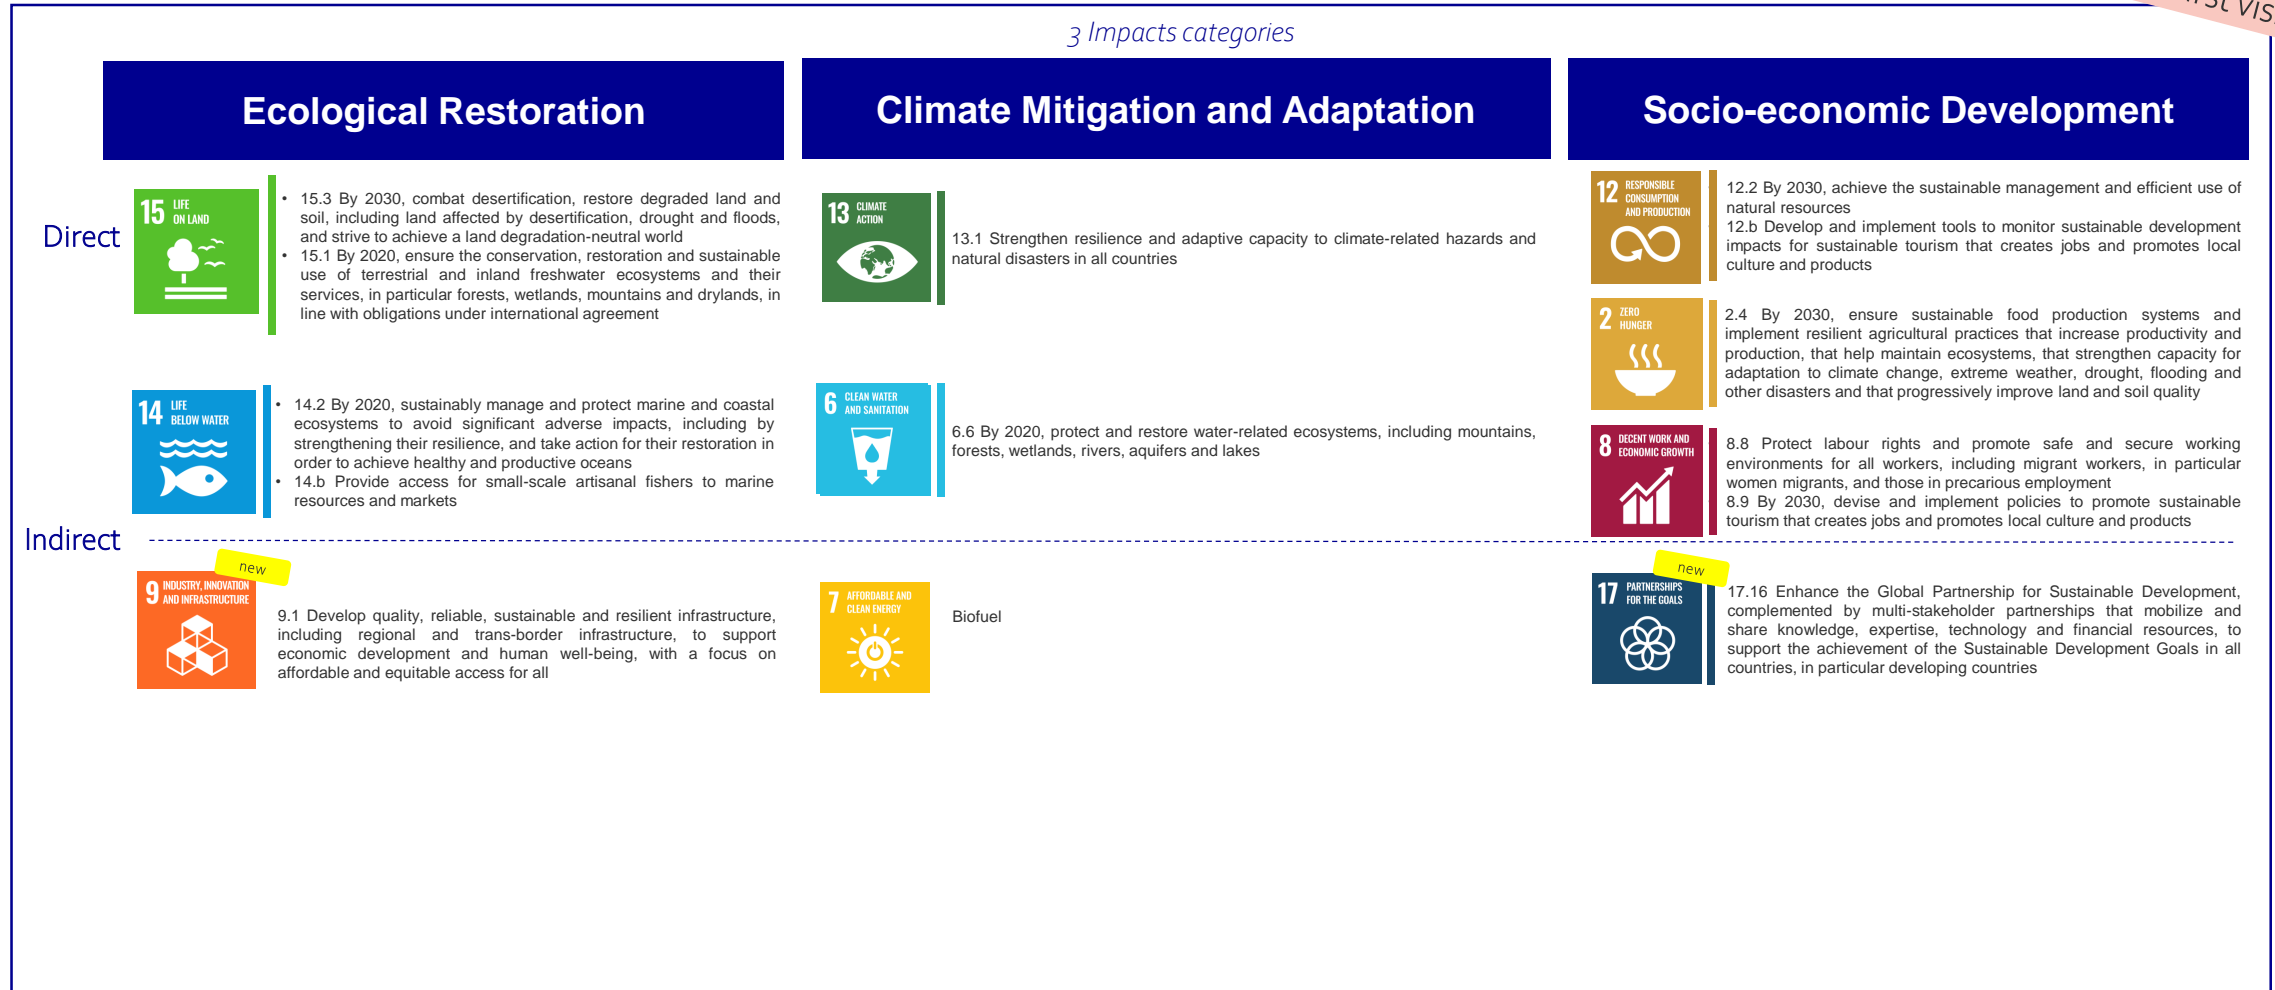 3 Impacts categories
Ecological Restoration
Climate Mitigation and Adaptation
Socio-economic Development
Direct
15 LIFE
ON LAND
• 15.3 By 2030, combat desertification, restore degraded land and
soil, including land affected by desertification, drought and floods,
and strive to achieve a land degradation-neutral world
• 15.1 By 2020, ensure the conservation, restoration and sustainable
use of terrestrial and inland freshwater ecosystems and their
services, in particular forests, wetlands, mountains and drylands, in
line with obligations under international agreement
14 LIFE
BELOW WATER
• 14.2 By 2020, sustainably manage and protect marine and coastal
ecosystems to avoid significant adverse impacts, including by
strengthening their resilience, and take action for their restoration in
order to achieve healthy and productive oceans
• 14.b Provide access for small-scale artisanal fishers to marine
resources and markets
13 CLIMATE
ACTION
13.1 Strengthen resilience and adaptive capacity to climate-related hazards and
natural disasters in all countries
6 CLEAN WATER
AND SANITATION
6.6 By 2020, protect and restore water-related ecosystems, including mountains,
forests, wetlands, rivers, aquifers and lakes
12 RESPONSIBLE
CONSUMPTION
AND PRODUCTION
12.2 By 2030, achieve the sustainable management and efficient use of
natural resources
12.b Develop and implement tools to monitor sustainable development
impacts for sustainable tourism that creates jobs and promotes local
culture and products
2 ZERO
HUNGER
2.4 By 2030, ensure sustainable food production systems and
implement resilient agricultural practices that increase productivity and
production, that help maintain ecosystems, that strengthen capacity for
adaptation to climate change, extreme weather, drought, flooding and
other disasters and that progressively improve land and soil quality
8 DECENT WORK AND
ECONOMIC GROWTH
8.8 Protect labour rights and promote safe and secure working
environments for all workers, including migrant workers, in particular
women migrants, and those in precarious employment
8.9 By 2030, devise and implement policies to promote sustainable
tourism that creates jobs and promotes local culture and products
Indirect
new
9 INDUSTRY, INNOVATION
AND INFRASTRUCTURE
9.1 Develop quality, reliable, sustainable and resilient infrastructure,
including regional and trans-border infrastructure, to support
economic development and human well-being, with a focus on
affordable and equitable access for all
7 AFFORDABLE AND
CLEAN ENERGY
Biofuel
new
17 PARTNERSHIPS
FOR THE GOALS
17.16 Enhance the Global Partnership for Sustainable Development,
complemented by multi-stakeholder partnerships that mobilize and
share knowledge, expertise, technology and financial resources, to
support the achievement of the Sustainable Development Goals in all
countries, in particular developing countries